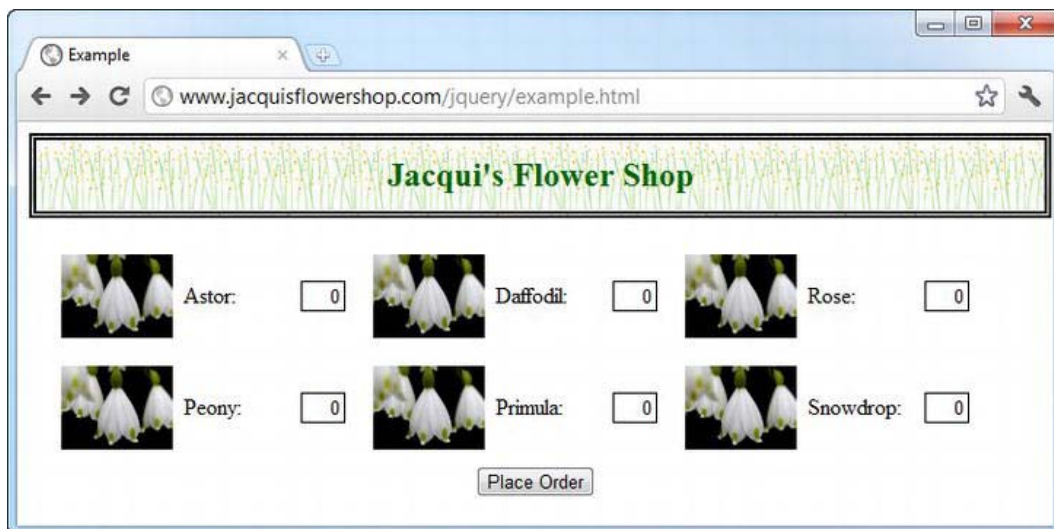 Example
www.jacquisflowershop.com/jquery/example.html
Jacqui's Flower Shop
Astor: 0 Daffodil: 0 Rose: 0
Peony: 0 Primula: 0 Snowdrop: 0
Place Order